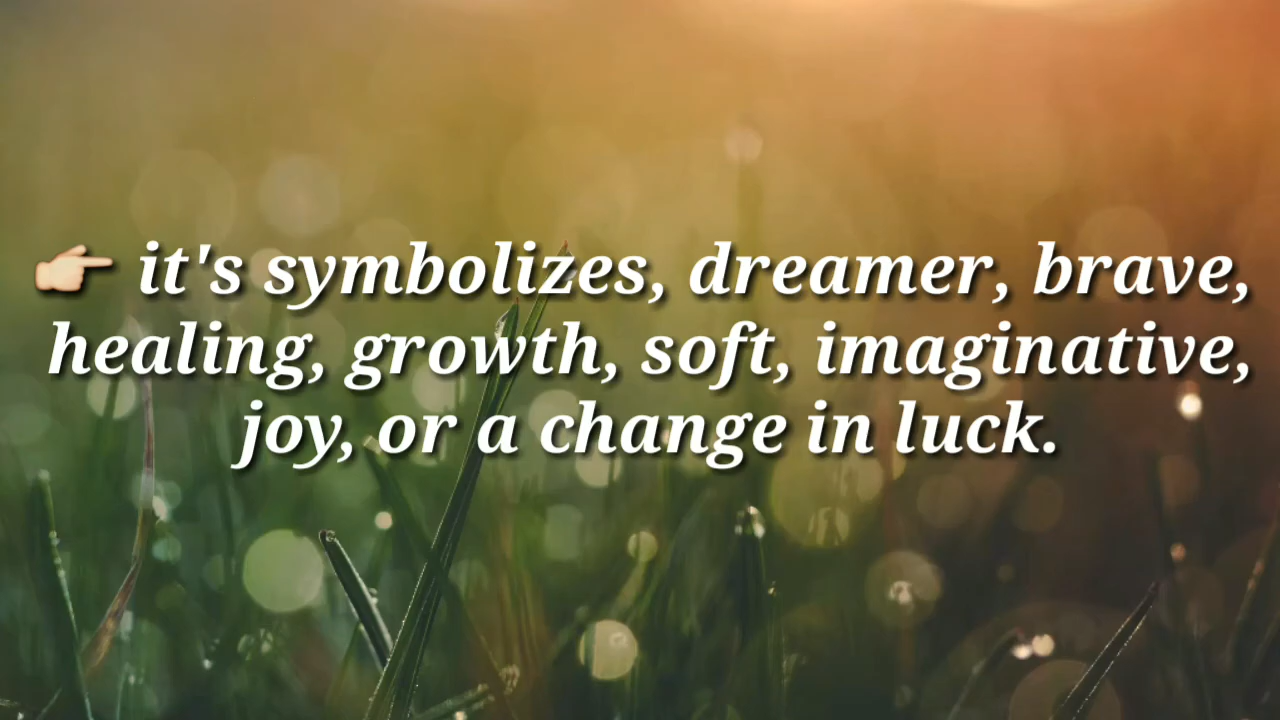 👉 it's symbolizes, dreamer, brave,
healing, growth, soft, imaginative,
joy, or a change in luck.